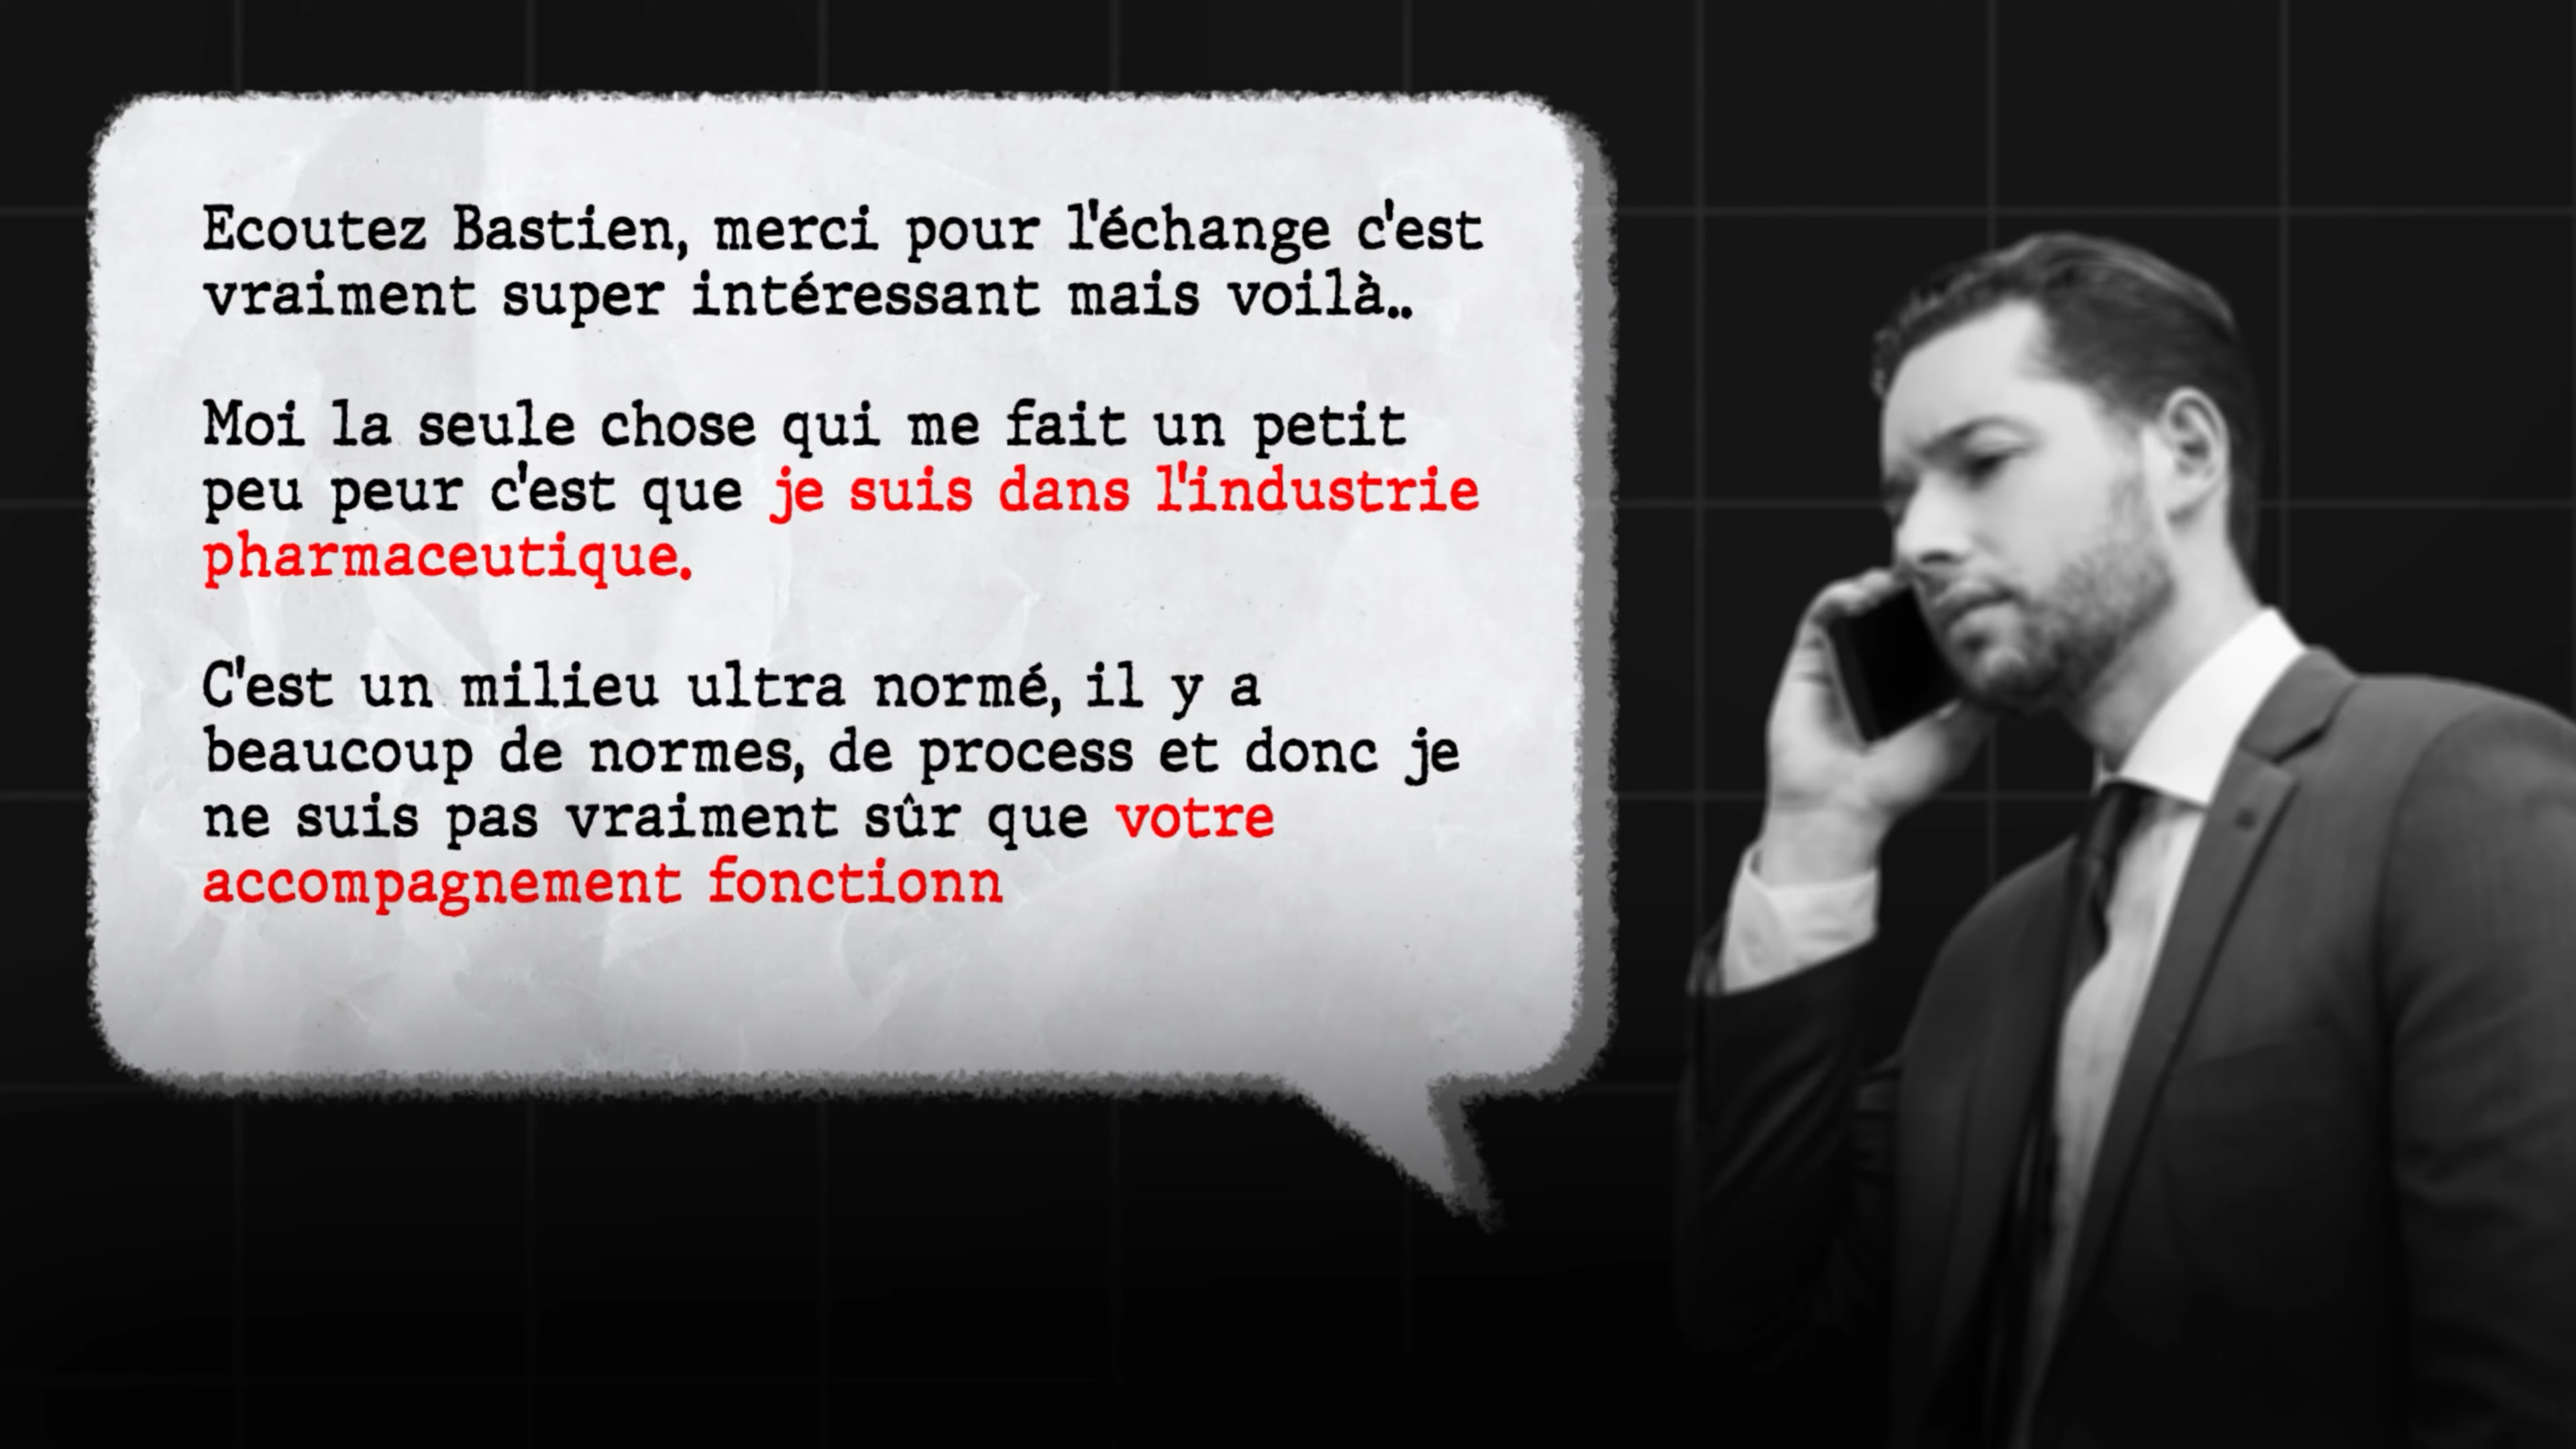 Ecoutez Bastien, merci pour l'échange c'est
vraiment super intéressant mais voilà..
Moi la seule chose qui me fait un petit
peu peur c'est que je suis dans l'industrie
pharmaceutique.
C'est un milieu ultra normé, il y a
beaucoup de normes, de process et donc je
ne suis pas vraiment sûr que votre
accompagnement fonctionn